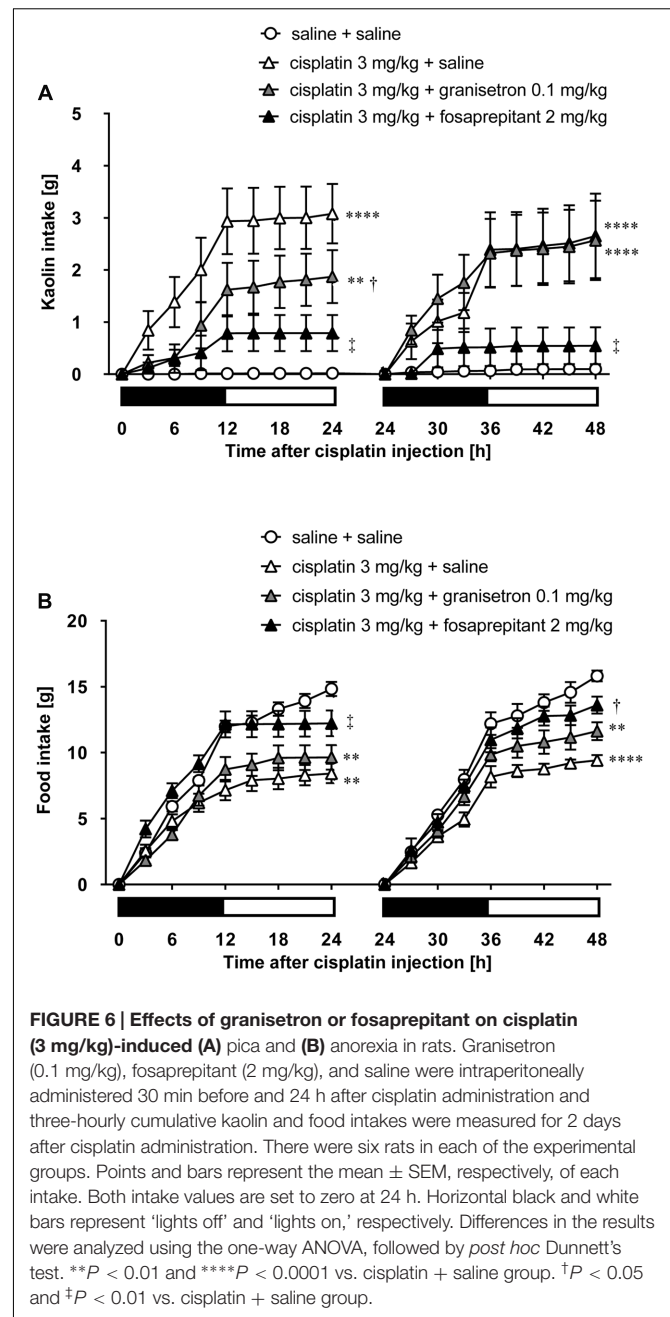 saline + saline
cisplatin 3 mg/kg + saline
cisplatin 3 mg/kg + granisetron 0.1 mg/kg
cisplatin 3 mg/kg + fosaprepitant 2 mg/kg
A
Kaolin intake [g]
5
4
3
2
1
0
****
** †
‡
****
****
‡
0 6 12 18 24 24 30 36 42 48
Time after cisplatin injection [h] Time after cisplatin injection [h]
saline + saline
cisplatin 3 mg/kg + saline
cisplatin 3 mg/kg + granisetron 0.1 mg/kg
cisplatin 3 mg/kg + fosaprepitant 2 mg/kg
B
Food intake [g]
20
15
10
5
0
‡
**
**
†
**
****
0 6 12 18 24 24 30 36 42 48
Time after cisplatin injection [h] Time after cisplatin injection [h]
FIGURE 6 | Effects of granisetron or fosaprepitant on cisplatin
(3 mg/kg)-induced (A) pica and (B) anorexia in rats. Granisetron
(0.1 mg/kg), fosaprepitant (2 mg/kg), and saline were intraperitoneally
administered 30 min before and 24 h after cisplatin administration and
three-hourly cumulative kaolin and food intakes were measured for 2 days
after cisplatin administration. There were six rats in each of the experimental
groups. Points and bars represent the mean ± SEM, respectively, of each
intake. Both intake values are set to zero at 24 h. Horizontal black and white
bars represent ‘lights off’ and ‘lights on,’ respectively. Differences in the results
were analyzed using the one-way ANOVA, followed by post hoc Dunnett’s
test. **P < 0.01 and ****P < 0.0001 vs. cisplatin + saline group. †P < 0.05
and ‡P < 0.01 vs. cisplatin + saline group.